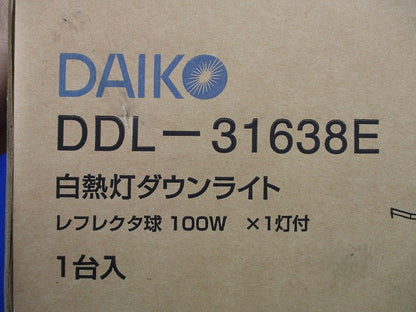 DAIKO
DDL－31638E
白熱灯ダウンライト
レフレクタ球 100W ×1灯付
1台入